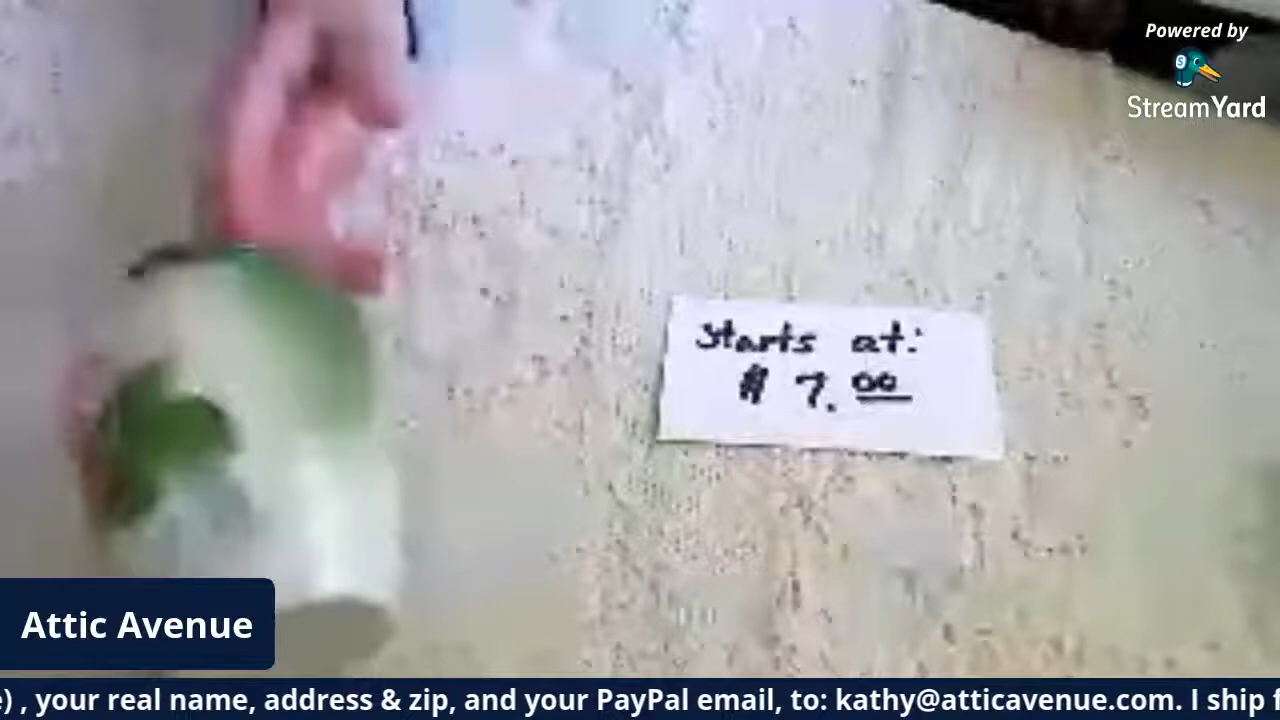 Powered by
StreamYard
Starts at:
$ 7.00
Attic Avenue
e) , your real name, address & zip, and your PayPal email, to: kathy@atticavenue.com. I ship f